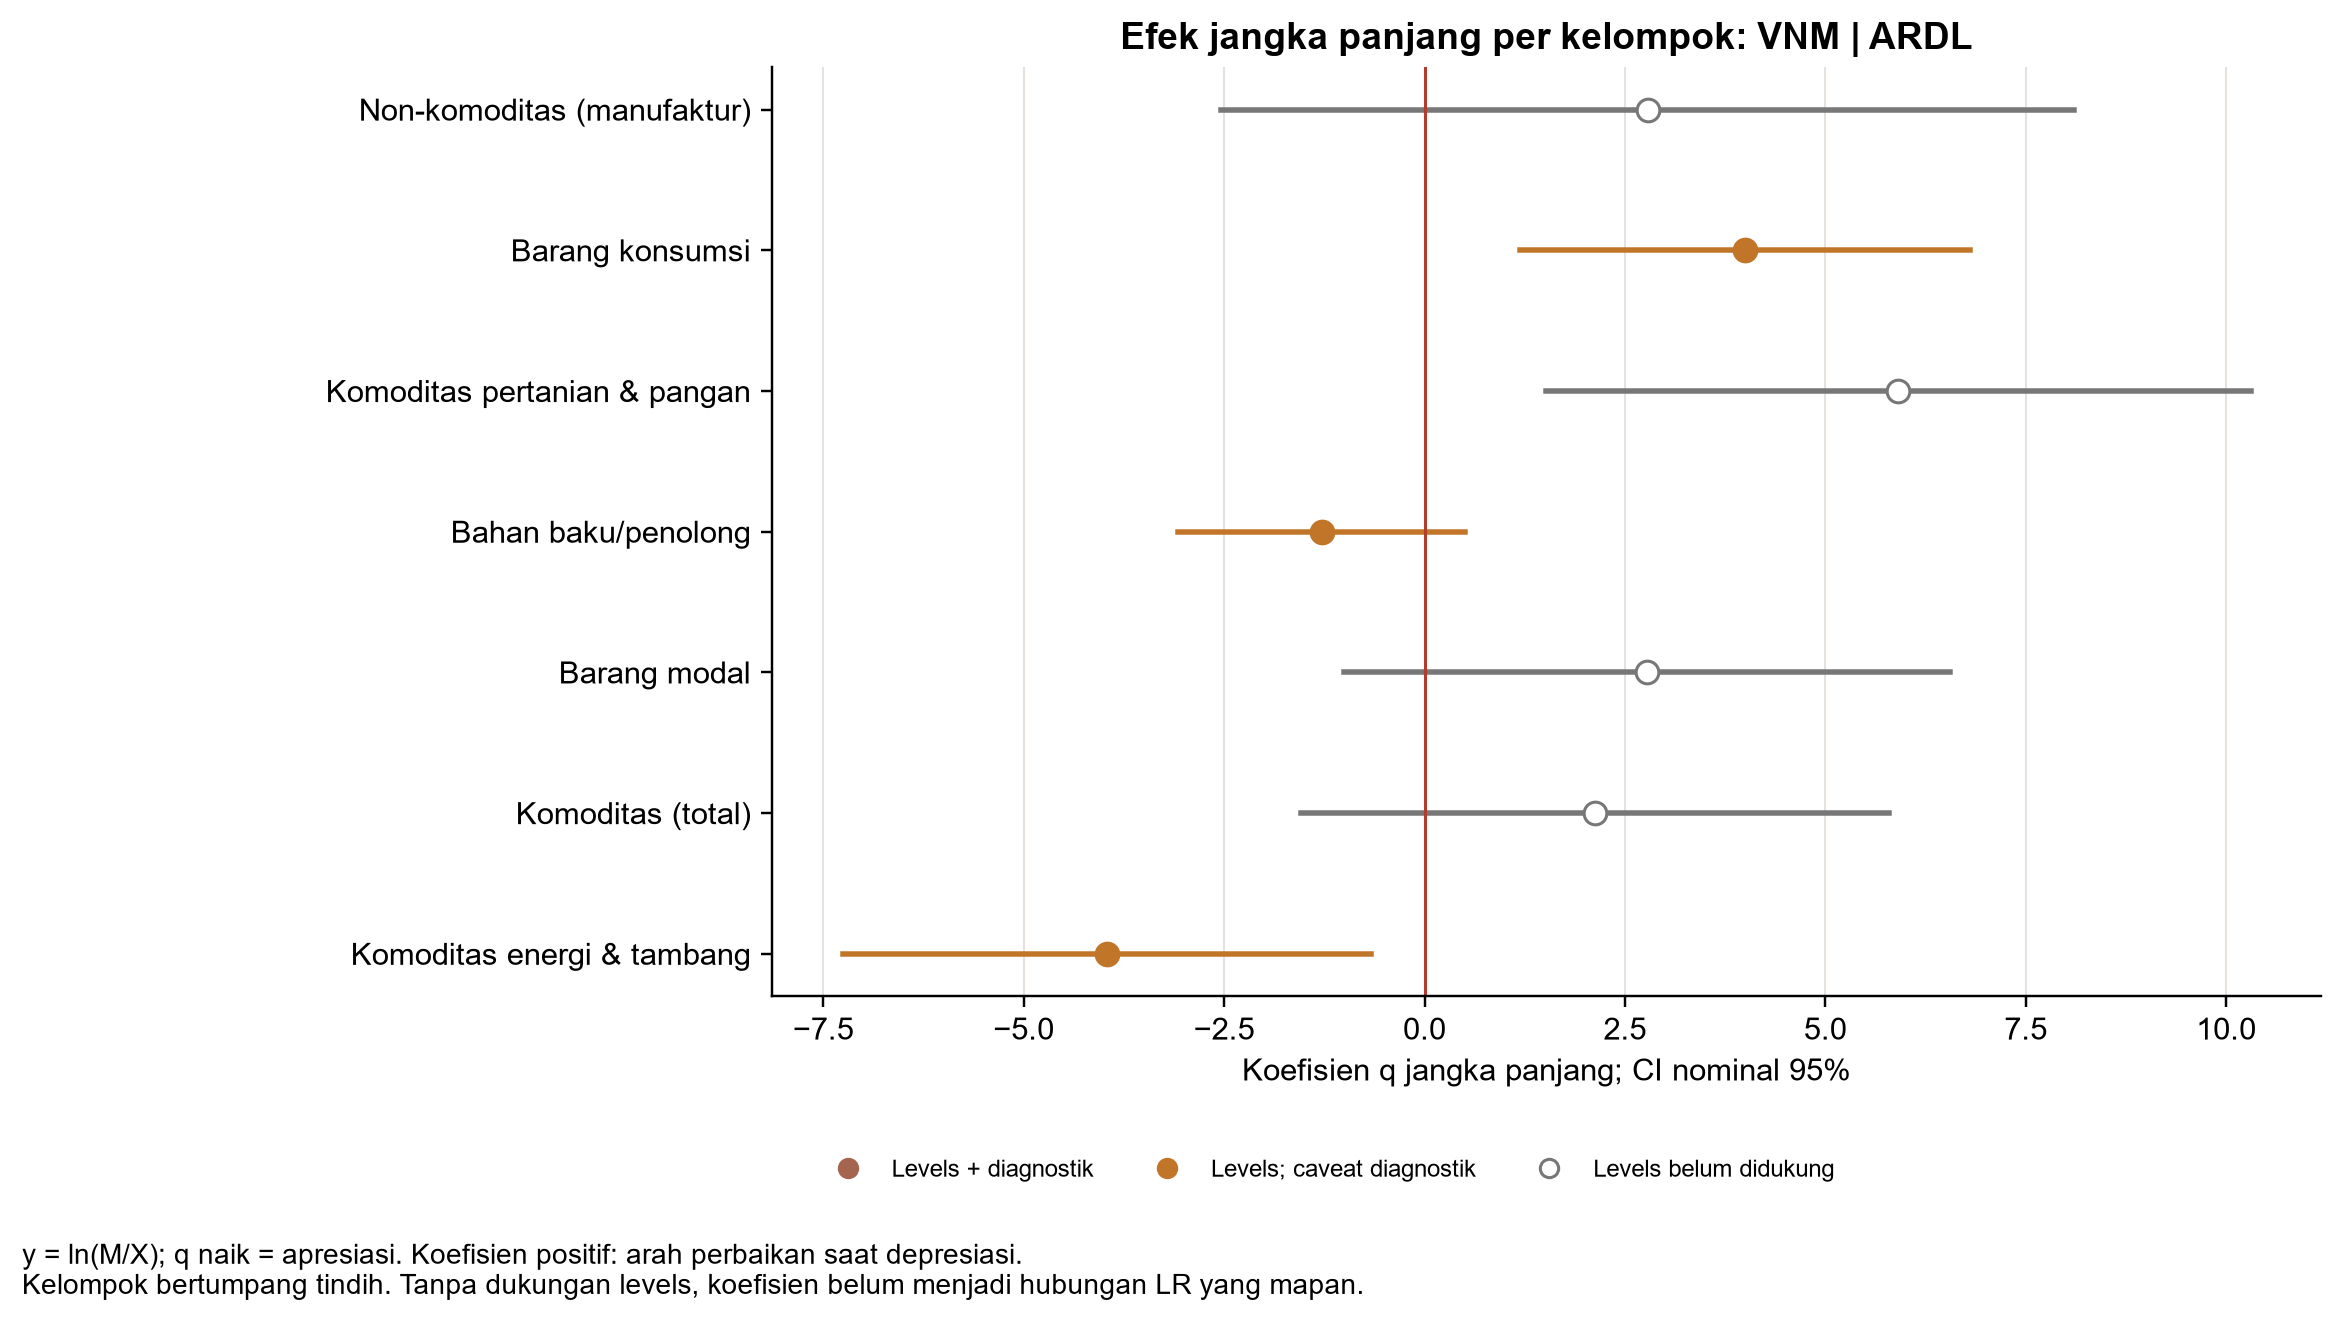 Efek jangka panjang per kelompok: VNM | ARDL
Non-komoditas (manufaktur)
Barang konsumsi
Komoditas pertanian & pangan
Bahan baku/penolong
Barang modal
Komoditas (total)
Komoditas energi & tambang
−7.5 −5.0 −2.5 0.0 2.5 5.0 7.5 10.0
Koefisien q jangka panjang; CI nominal 95%
Levels + diagnostik Levels; caveat diagnostik Levels belum didukung
y = ln(M/X); q naik = apresiasi. Koefisien positif: arah perbaikan saat depresiasi.
Kelompok bertumpang tindih. Tanpa dukungan levels, koefisien belum menjadi hubungan LR yang mapan.